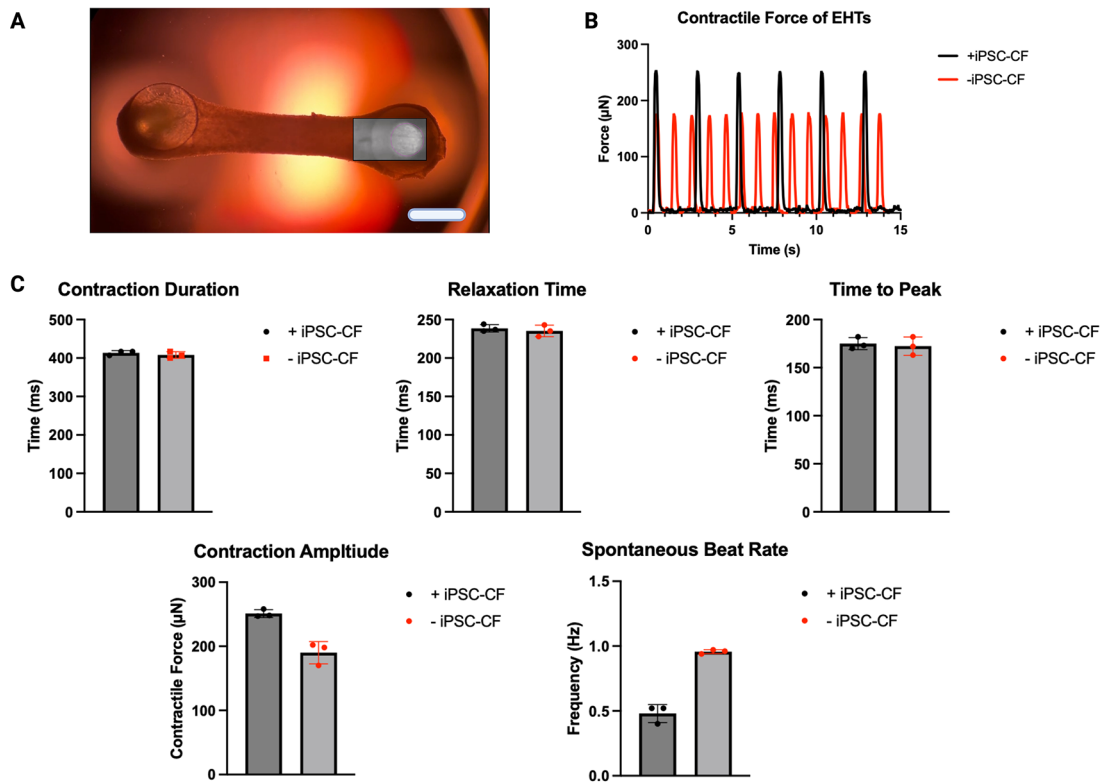 A
B
Contractile Force of EHTs
300
200
100
0
Force (µN)
0
5
10
15
Time (s)
+iPSC-CF
-iPSC-CF
C
Contraction Duration
500
400
300
400
100
0
Time (ms)
+ iPSC-CF
- iPSC-CF
Relaxation Time
250
200
150
100
50
0
Time (ms)
+ iPSC-CF
- iPSC-CF
Time to Peak
200
150
100
50
0
Time (ms)
+ iPSC-CF
- iPSC-CF
Contraction Ampltiude
300
200
100
0
Contractile Force (µN)
+ iPSC-CF
- iPSC-CF
Spontaneous Beat Rate
1.5
1.0
0.5
0.0
Frequency (Hz)
+ iPSC-CF
- iPSC-CF